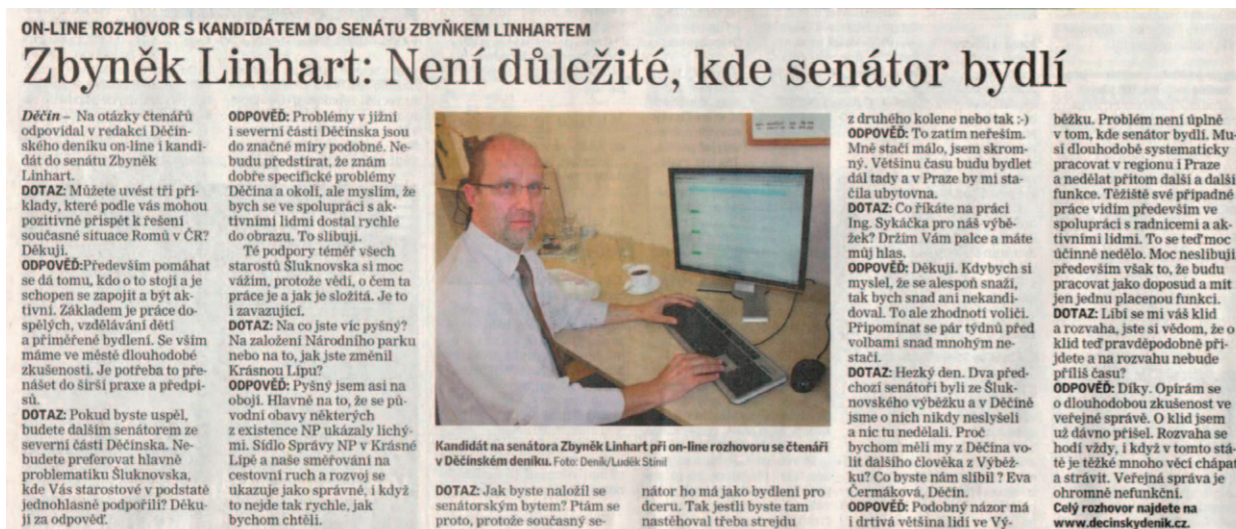 ON-LINE ROZHOVOR S KANDIDÁTEM DO SENÁTU ZBYŇKEM LINHARTEM
Zbyněk Linhart: Není důležité, kde senátor bydlí
Děčín – Na otázky čtenářů
odpovídal v redakci Děčín-
ského deníku on-line i kandi-
dát do senátu Zbyněk
Linhart.
DOTAZ: Můžete uvést tři pří-
klady, které podle vás mohou
pozitivně přispět k řešení
současné situace Romů v ČR?
Děkuji.
ODPOVĚĎ:Především pomáhat
se dá tomu, kdo o to stojí a je
schopen se zapojit a být ak-
tivní. Základem je práce do-
spělých, vzdělávání dětí
a přiměřené bydlení. Se vším
máme ve městě dlouhodobé
zkušenosti. Je potřeba to pře-
nášet do širší praxe a předpi-
sů.
DOTAZ: Pokud byste uspěl,
budete dalším senátorem ze
severní části Děčínska. Ne-
budete preferovat hlavně
problematiku Šluknovska,
kde Vás starostové v podstatě
jednohlasně podpořili? Děku-
ji za odpověď.
ODPOVĚĎ: Problémy v jižní
i severní části Děčínska jsou
do značné míry podobné. Ne-
budu předstírat, že znám
dobře specifické problémy
Děčína a okolí, ale myslím, že
bych se ve spolupráci s ak-
tivními lidmi dostal rychle
do obrazu. To slibuji.
Té podpory téměř všech
starostů Šluknovska si moc
vážím, protože vědí, o čem ta
práce je a jak je složitá. Je to
i zavazující.
DOTAZ: Na co jste víc pyšný?
Na založení Národního parku
nebo na to, jak jste změnil
Krásnou Lípu?
ODPOVĚĎ: Pyšný jsem asi na
obojí. Hlavně na to, že se pů-
vodní obavy některých
z existence NP ukázaly lichý-
mi. Sídlo Správy NP v Krásné
Lípě a naše směřování na
cestovní ruch a rozvoj se
ukazuje jako správné, i když
to nejde tak rychle, jak
bychom chtěli.
Kandidát na senátora Zbyněk Linhart při on-line rozhovoru se čtenáři
v Děčínském deníku. Foto: Deník/Luděk Stínil
DOTAZ: Jak byste naložil se
senátorským bytem? Ptám se
proto, protože současný se-
nátor ho má jako bydlení pro
dceru. Tak jestli byste tam
nastěhoval třeba strejdu
z druhého kolene nebo tak :-)
ODPOVĚĎ: To zatím neřeším.
Mně stačí málo, jsem skrom-
ný. Většinu času budu bydlet
dál tady a v Praze by mi sta-
čila ubytovna.
DOTAZ: Co říkáte na práci
Ing. Sykáčka pro náš výbě-
žek? Držím Vám palce a máte
můj hlas.
ODPOVĚĎ: Děkuji. Kdybych si
myslel, že se alespoň snaží,
tak bych snad ani nekandi-
doval. To ale zhodnotí voliči.
Připomínat se pár týdnů před
volbami snad mnohým ne-
stačí.
DOTAZ: Hezký den. Dva před-
chozí senátoři byli ze Šluk-
novského výběžku a v Děčíně
jsme o nich nikdy neslyšeli
a nic tu nedělali. Proč
bychom měli my z Děčína vo-
lit dalšího člověka z Výběž-
ku? Co byste nám slíbil ? Eva
Čermáková, Děčín.
ODPOVĚĎ: Podobný názor má
i drtivá většina lidí ve Vý-
běžku. Problém není úplně
v tom, kde senátor bydlí. Mu-
sí dlouhodobě systematicky
pracovat v regionu i Praze
a nedělat přitom další a další
funkce. Těžiště své případné
práce vidím především ve
spolupráci s radnicemi a ak-
tivními lidmi. To se teď moc
účinně nedělo. Moc neslibuji,
především však to, že budu
pracovat jako doposud a mít
jen jednu placenou funkci.
DOTAZ: Líbí se mi váš klid
a rozvaha, jste si vědom, že o
klid teď pravděpodobně při-
jdete a na rozvahu nebude
příliš času?
ODPOVĚĎ: Díky. Opírám se
o dlouhodobou zkušenost ve
veřejné správě. O klid jsem
už dávno přišel. Rozvaha se
hodí vždy, i když v tomto stá-
tě je těžké mnoho věcí chápat
a strávit. Veřejná správa je
ohromně nefunkční.
Celý rozhovor najdete na
www.decinskydenik.cz.